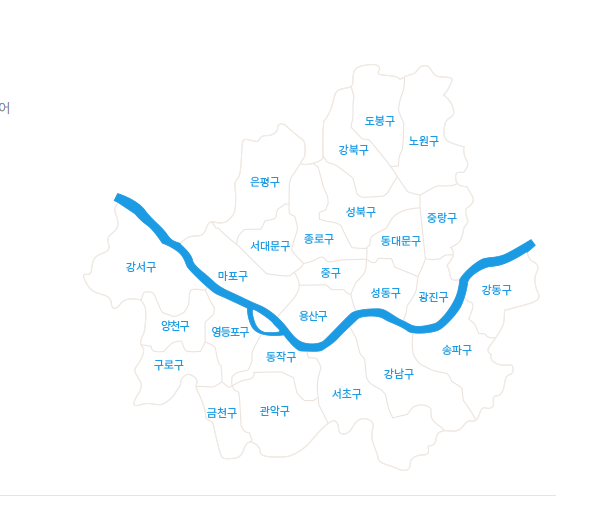 어
도봉구
노원구
강북구
은평구
성북구
중랑구
종로구
동대문구
서대문구
강서구
중구
마포구
강동구
성동구
광진구
용산구
양천구
영등포구
송파구
동작구
구로구
강남구
서초구
관악구
금천구